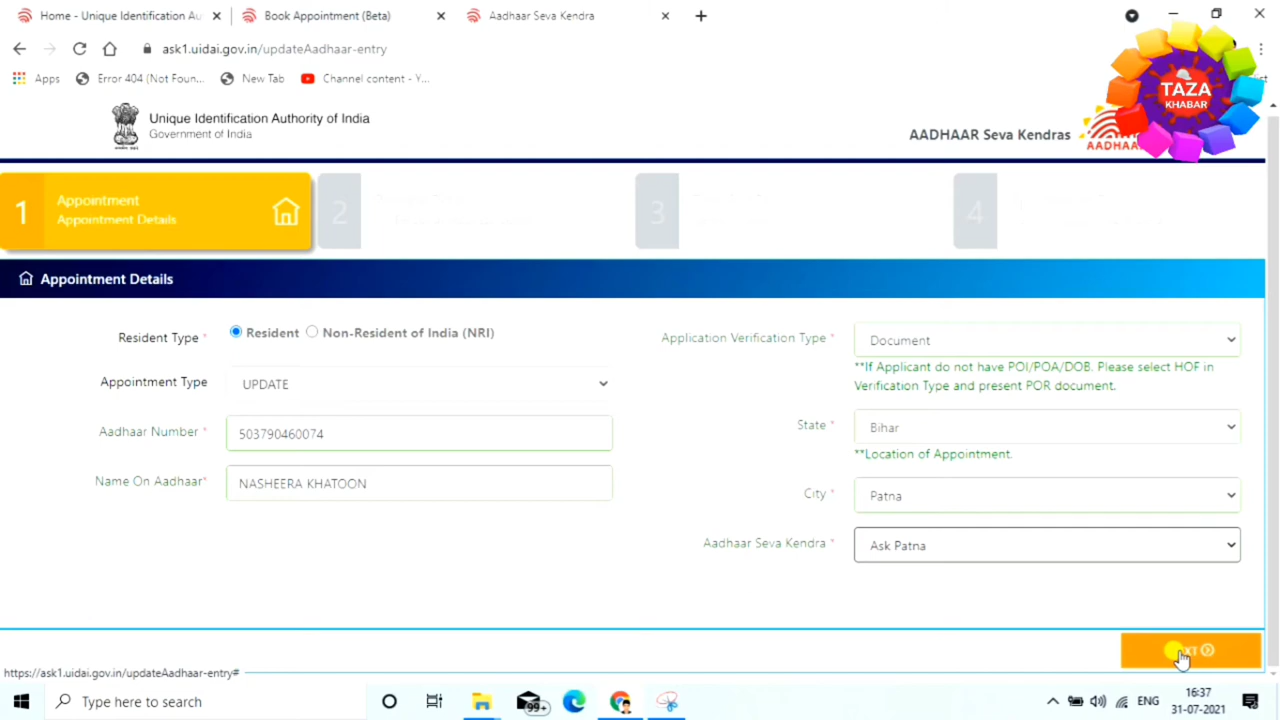 Home - Unique Identification Au
Book Appointment (Beta)
Aadhaar Seva Kendra
ask1.uidai.gov.in/updateAadhaar-entry
Apps
Error 404 (Not Foun...
New Tab
Channel content - Y...
TAZA
KHABAR
Unique Identification Authority of India
Government of India
AADHAAR Seva Kendras
AADHAA
1
Appointment
Appointment Details
2
3
4
Appointment Details
Resident Type *
Resident
Non-Resident of India (NRI)
Appointment Type
UPDATE
Aadhaar Number *
503790460074
Name On Aadhaar*
NASHEERA KHATOON
Application Verification Type *
Document
**If Applicant do not have POI/POA/DOB. Please select HOF in
Verification Type and present POR document.
State *
Bihar
**Location of Appointment.
City *
Patna
Aadhaar Seva Kendra *
Ask Patna
https://ask1.uidai.gov.in/updateAadhaar-entry#
Type here to search
99+
ENG
16:37
31-07-2021